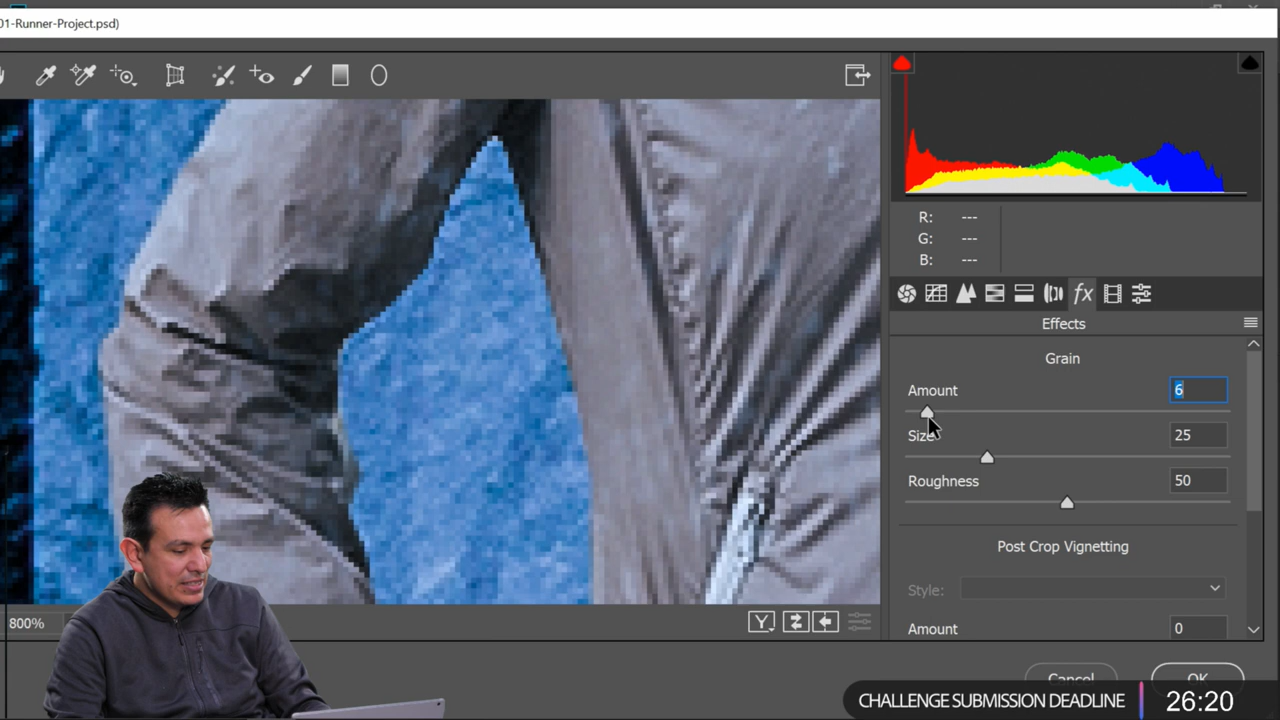 01-Runner-Project.psd)
R: ---
G: ---
B: ---
fx
Effects
Grain
Amount 6
Size 25
Roughness 50
Post Crop Vignetting
Style:
Amount 0
800%
Y
Cancel OK
CHALLENGE SUBMISSION DEADLINE 26:20